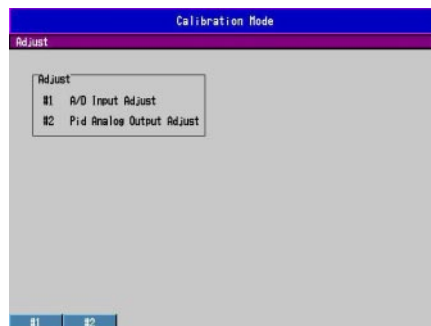 Calibration Mode
Adjust
Adjust
#1 A/D Input Adjust
#2 Pid Analog Output Adjust
#1 #2